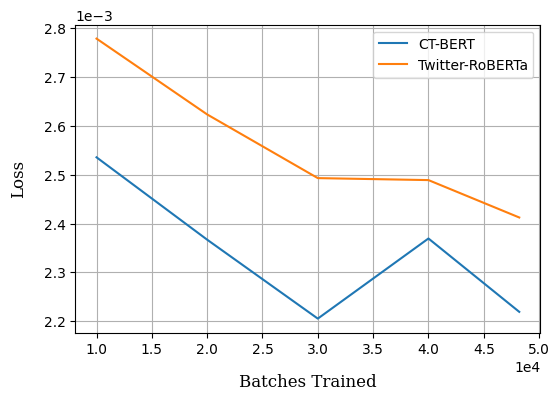 1e−3
2.8
2.7
2.6
2.5
2.4
2.3
2.2
Loss
CT-BERT
Twitter-RoBERTa
1.0 1.5 2.0 2.5 3.0 3.5 4.0 4.5 5.0
1e4
Batches Trained